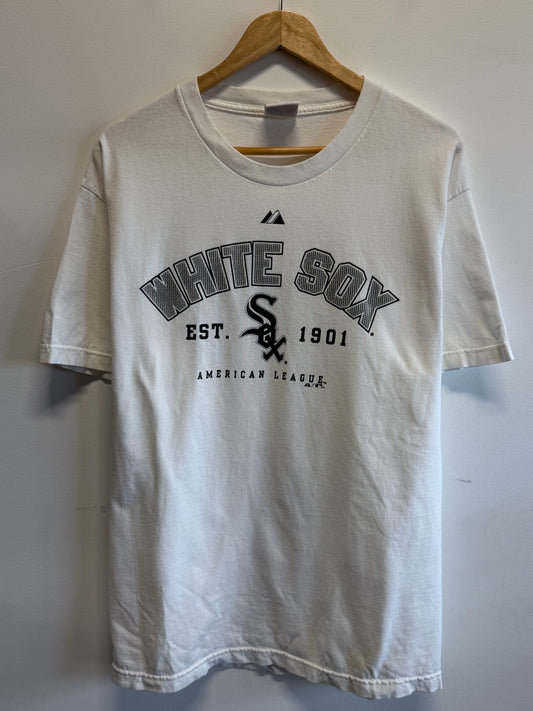 WHITE SOX®
EST. Sox® 1901
AMERICAN LEAGUE